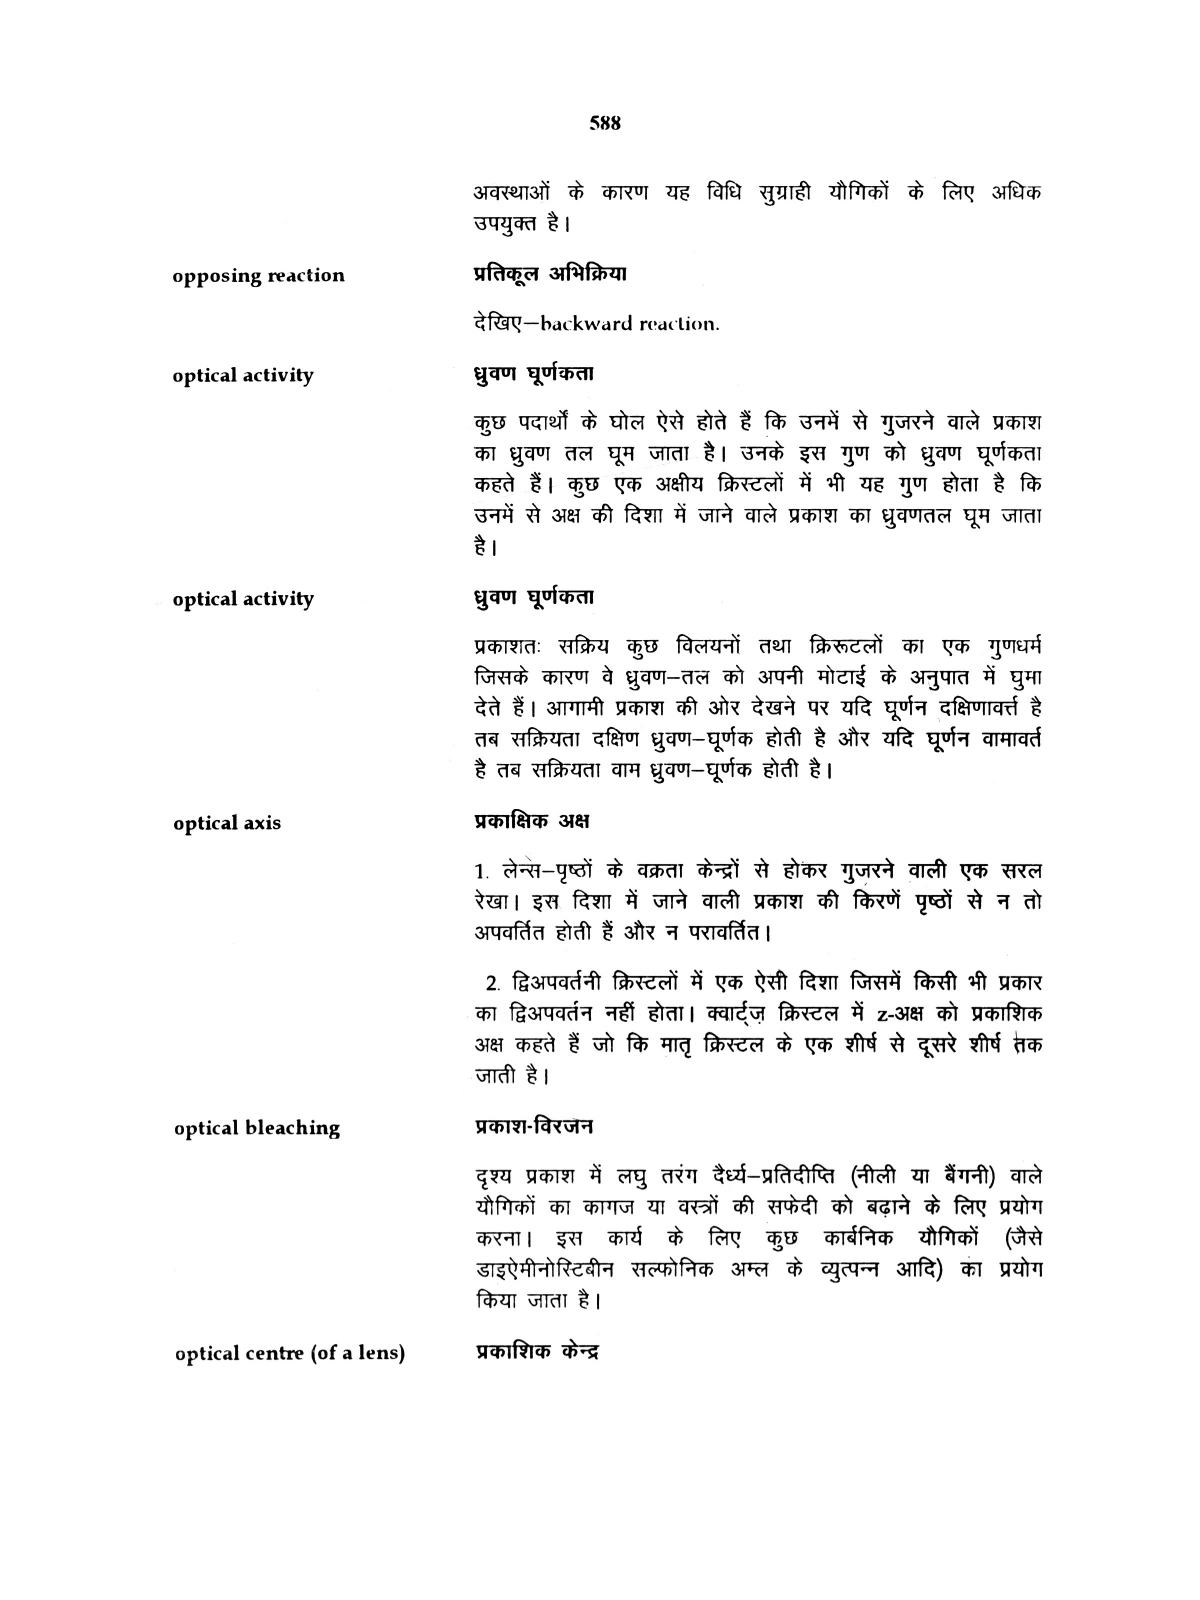 588
अवस्थाओं के कारण यह विधि सुग्राही यौगिकों के लिए अधिक
उपयुक्त है।
opposing reaction प्रतिकूल अभिक्रिया
देखिए–backward reaction.
optical activity ध्रुवण घूर्णकता
कुछ पदार्थों के घोल ऐसे होते हैं कि उनमें से गुजरने वाले प्रकाश
का ध्रुवण तल घूम जाता है। उनके इस गुण को ध्रुवण घूर्णकता
कहते हैं। कुछ एक अक्षीय क्रिस्टलों में भी यह गुण होता है कि
उनमें से अक्ष की दिशा में जाने वाले प्रकाश का ध्रुवणतल घूम जाता
है।
optical activity ध्रुवण घूर्णकता
प्रकाशतः सक्रिय कुछ विलयनों तथा क्रिरूटलों का एक गुणधर्म
जिसके कारण वे ध्रुवण–तल को अपनी मोटाई के अनुपात में घुमा
देते हैं। आगामी प्रकाश की ओर देखने पर यदि घूर्णन दक्षिणावर्त्त है
तब सक्रियता दक्षिण ध्रुवण–घूर्णक होती है और यदि घूर्णन वामावर्त
है तब सक्रियता वाम ध्रुवण–घूर्णक होती है।
optical axis प्रकाक्षिक अक्ष
1. लेन्स–पृष्ठों के वक्रता केन्द्रों से होकर गुजरने वाली एक सरल
रेखा। इस दिशा में जाने वाली प्रकाश की किरणें पृष्ठों से न तो
अपवर्तित होती हैं और न परावर्तित।
2. द्विअपवर्तनी क्रिस्टलों में एक ऐसी दिशा जिसमें किसी भी प्रकार
का द्विअपवर्तन नहीं होता। क्वार्ट्ज़ क्रिस्टल में z-अक्ष को प्रकाशिक
अक्ष कहते हैं जो कि मातृ क्रिस्टल के एक शीर्ष से दूसरे शीर्ष तक
जाती है।
optical bleaching प्रकाश-विरजन
दृश्य प्रकाश में लघु तरंग दैर्ध्य–प्रतिदीप्ति (नीली या बैंगनी) वाले
यौगिकों का कागज या वस्त्रों की सफेदी को बढ़ाने के लिए प्रयोग
करना। इस कार्य के लिए कुछ कार्बनिक यौगिकों (जैसे
डाइऐमीनोस्टिबीन सल्फोनिक अम्ल के व्युत्पन्न आदि) का प्रयोग
किया जाता है।
optical centre (of a lens) प्रकाशिक केन्द्र